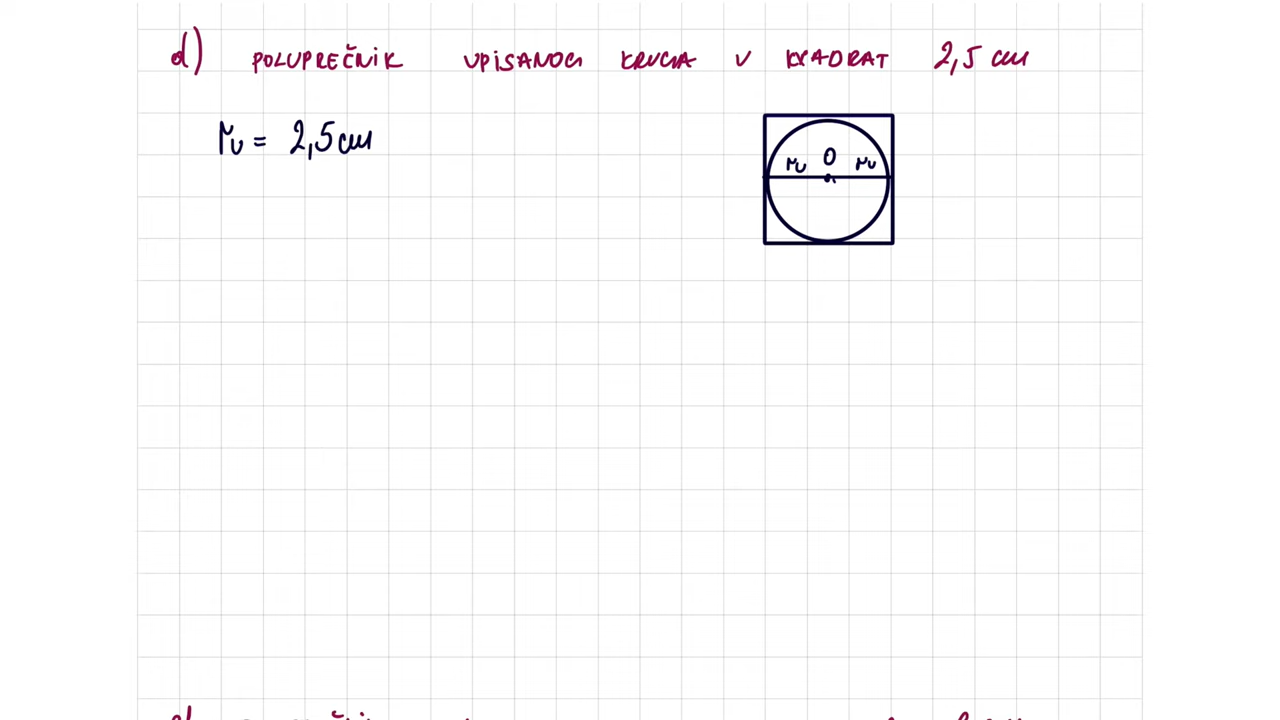 d) POLUPREČNIK UPISANOG KRUGA U KVADRAT 2,5 cm
ru = 2,5 cm
O
ru ru